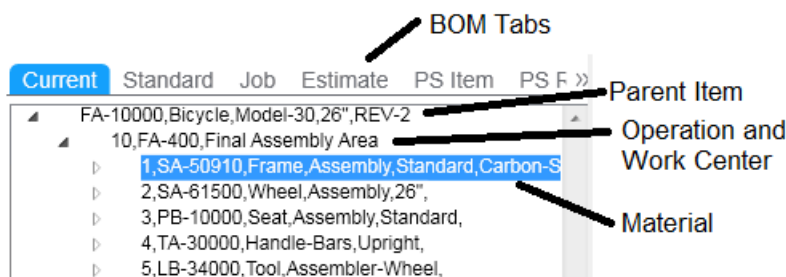 BOM Tabs
Current Standard Job Estimate PS Item PS F »
Parent Item
FA-10000,Bicycle,Model-30,26",REV-2
Operation and
Work Center
10,FA-400,Final Assembly Area
1,SA-50910,Frame,Assembly,Standard,Carbon-S
2,SA-61500,Wheel,Assembly,26",
3,PB-10000,Seat,Assembly,Standard,
Material
4,TA-30000,Handle-Bars,Upright,
5,LB-34000,Tool,Assembler-Wheel,